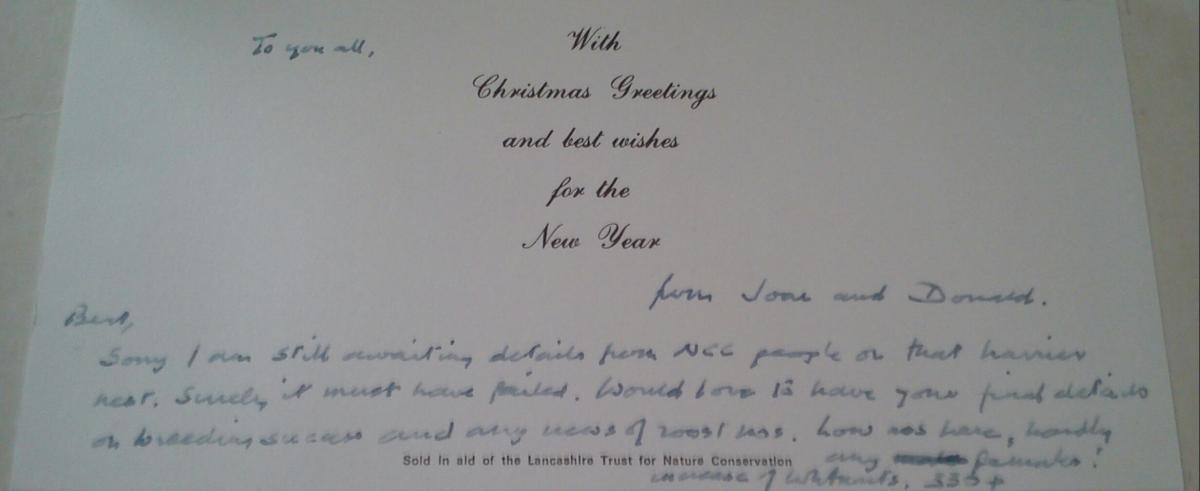 To you all,
With
Christmas Greetings
and best wishes
for the
New Year
from Joan and Donald.
Bert,
Sorry I am still awaiting details from NCC people on that harrier
nest. Surely it must have failed. Would love to have your final details
on breeding success and any news of roost nos. Low nos here, hardly
any females!
increase of 330+
Sold in aid of the Lancashire Trust for Nature Conservation